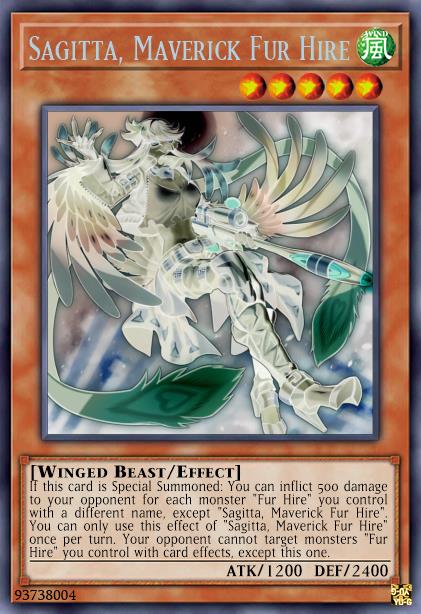 SAGITTA, MAVERICK FUR HIRE
WIND
風
[WINGED BEAST/EFFECT]
If this card is Special Summoned: You can inflict 500 damage
to your opponent for each monster "Fur Hire" you control
with a different name, except "Sagitta, Maverick Fur Hire".
You can only use this effect of "Sagitta, Maverick Fur Hire"
once per turn. Your opponent cannot target monsters "Fur
Hire" you control with card effects, except this one.
ATK/1200 DEF/2400
93738004